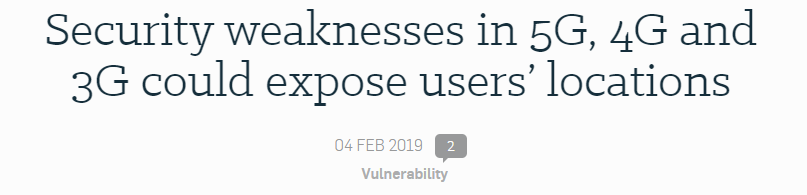 Security weaknesses in 5G, 4G and
3G could expose users’ locations
04 FEB 2019 2
Vulnerability